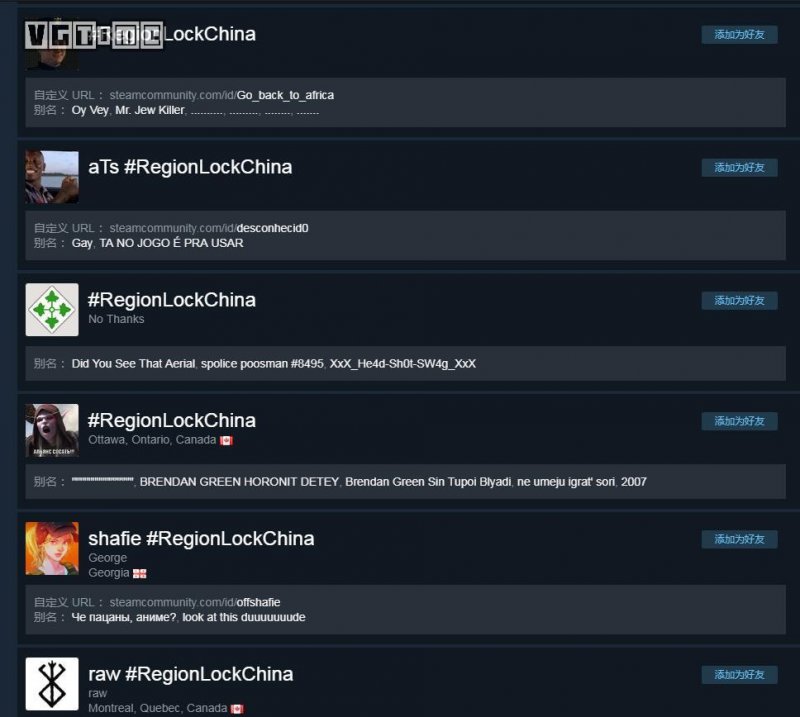 VGTIME
#RegionLockChina
添加为好友
自定义 URL： steamcommunity.com/id/Go_back_to_africa
别名： Oy Vey, Mr. Jew Killer, .........., ........., ........, .......
aTs #RegionLockChina
添加为好友
自定义 URL： steamcommunity.com/id/desconhecid0
别名： Gay, TA NO JOGO É PRA USAR
#RegionLockChina
添加为好友
No Thanks
别名： Did You See That Aerial, spolice poosman #8495, XxX_He4d-Sh0t-SW4g_XxX
АЛЬЯНС СОСАТЬ!!!
#RegionLockChina
添加为好友
Ottawa, Ontario, Canada
别名： BRENDAN GREEN HORONIT DETEY, Brendan Green Sin Tupoi Blyadi, ne umeju igrat' sori, 2007
shafie #RegionLockChina
添加为好友
George
Georgia
自定义 URL： steamcommunity.com/id/offshafie
别名： Че пацаны, аниме?, look at this duuuuuuude
raw #RegionLockChina
添加为好友
raw
Montreal, Quebec, Canada